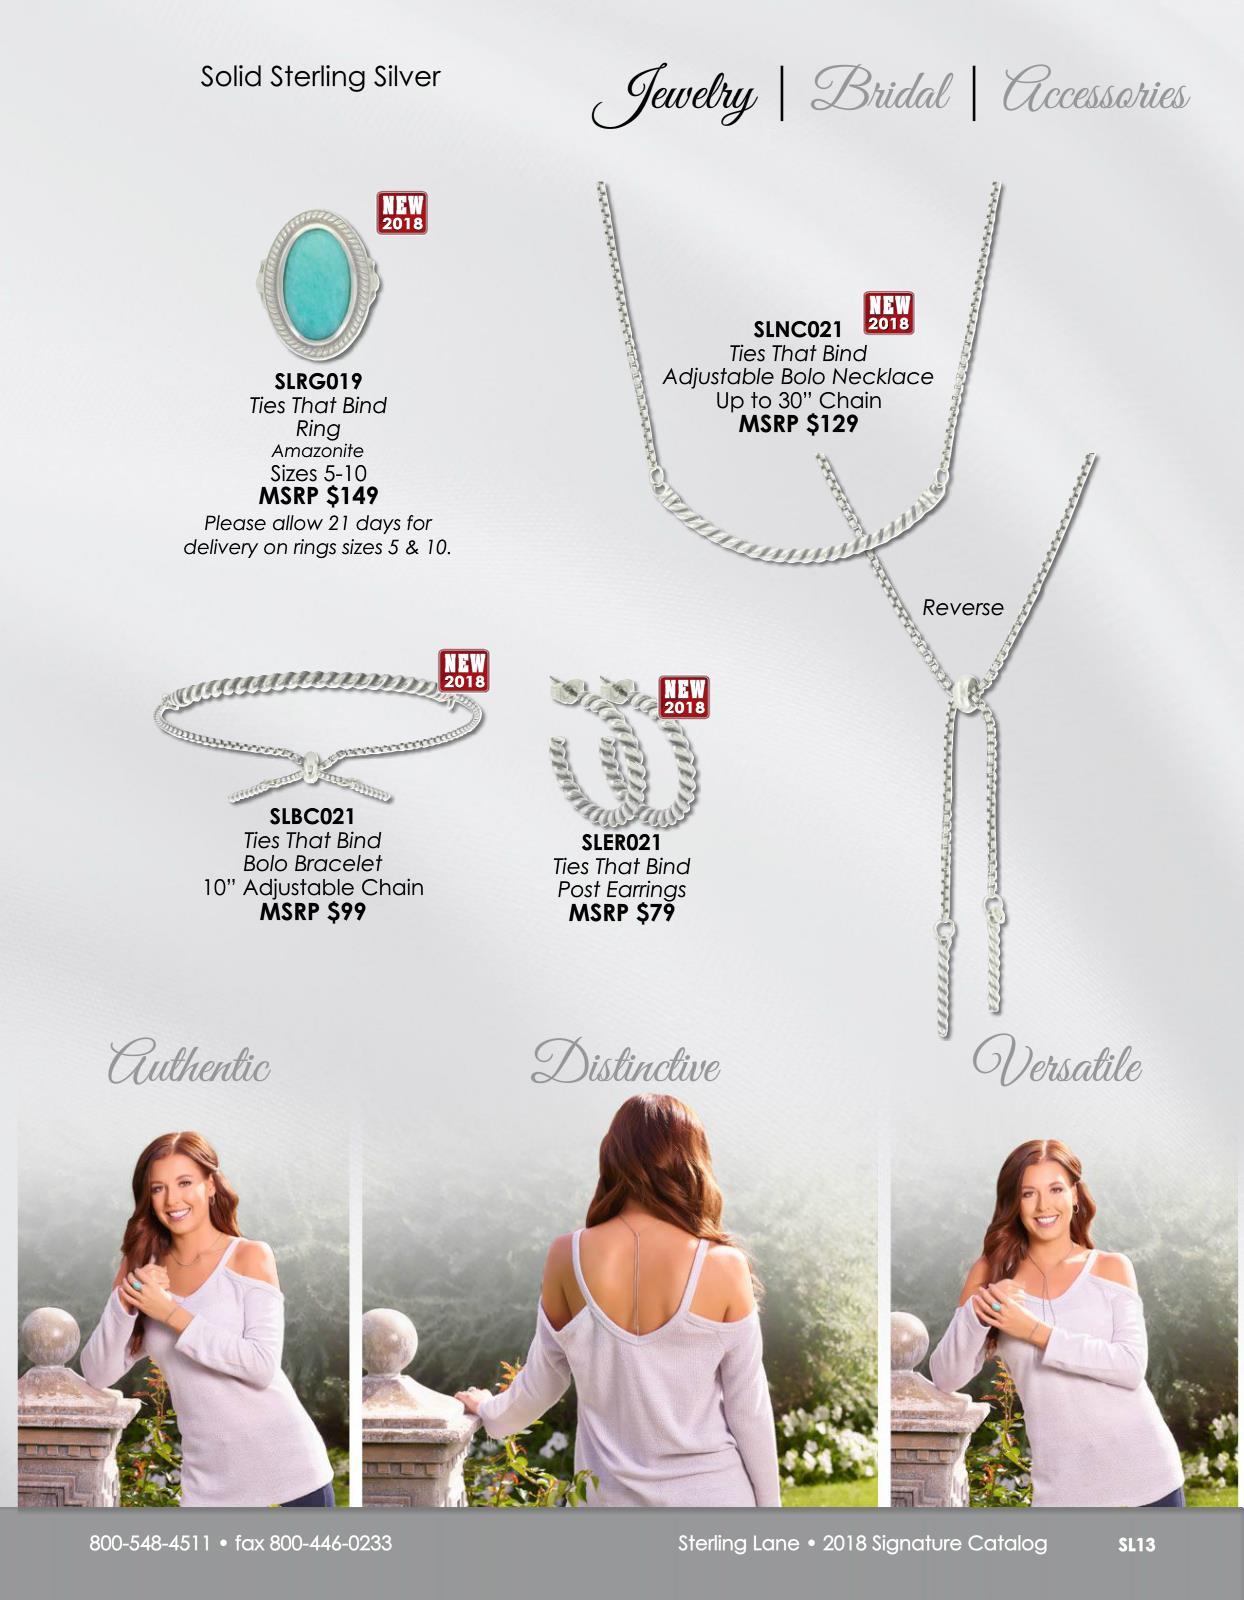 Solid Sterling Silver
Jewelry | Bridal | Accessories
NEW
2018
SLRG019
Ties That Bind
Ring
Amazonite
Sizes 5-10
MSRP $149
Please allow 21 days for
delivery on rings sizes 5 & 10.
NEW
2018
SLNC021
Ties That Bind
Adjustable Bolo Necklace
Up to 30” Chain
MSRP $129
Reverse
NEW
2018
SLBC021
Ties That Bind
Bolo Bracelet
10” Adjustable Chain
MSRP $99
NEW
2018
SLER021
Ties That Bind
Post Earrings
MSRP $79
Authentic
Distinctive
Versatile
800-548-4511 • fax 800-446-0233
Sterling Lane • 2018 Signature Catalog
SL13